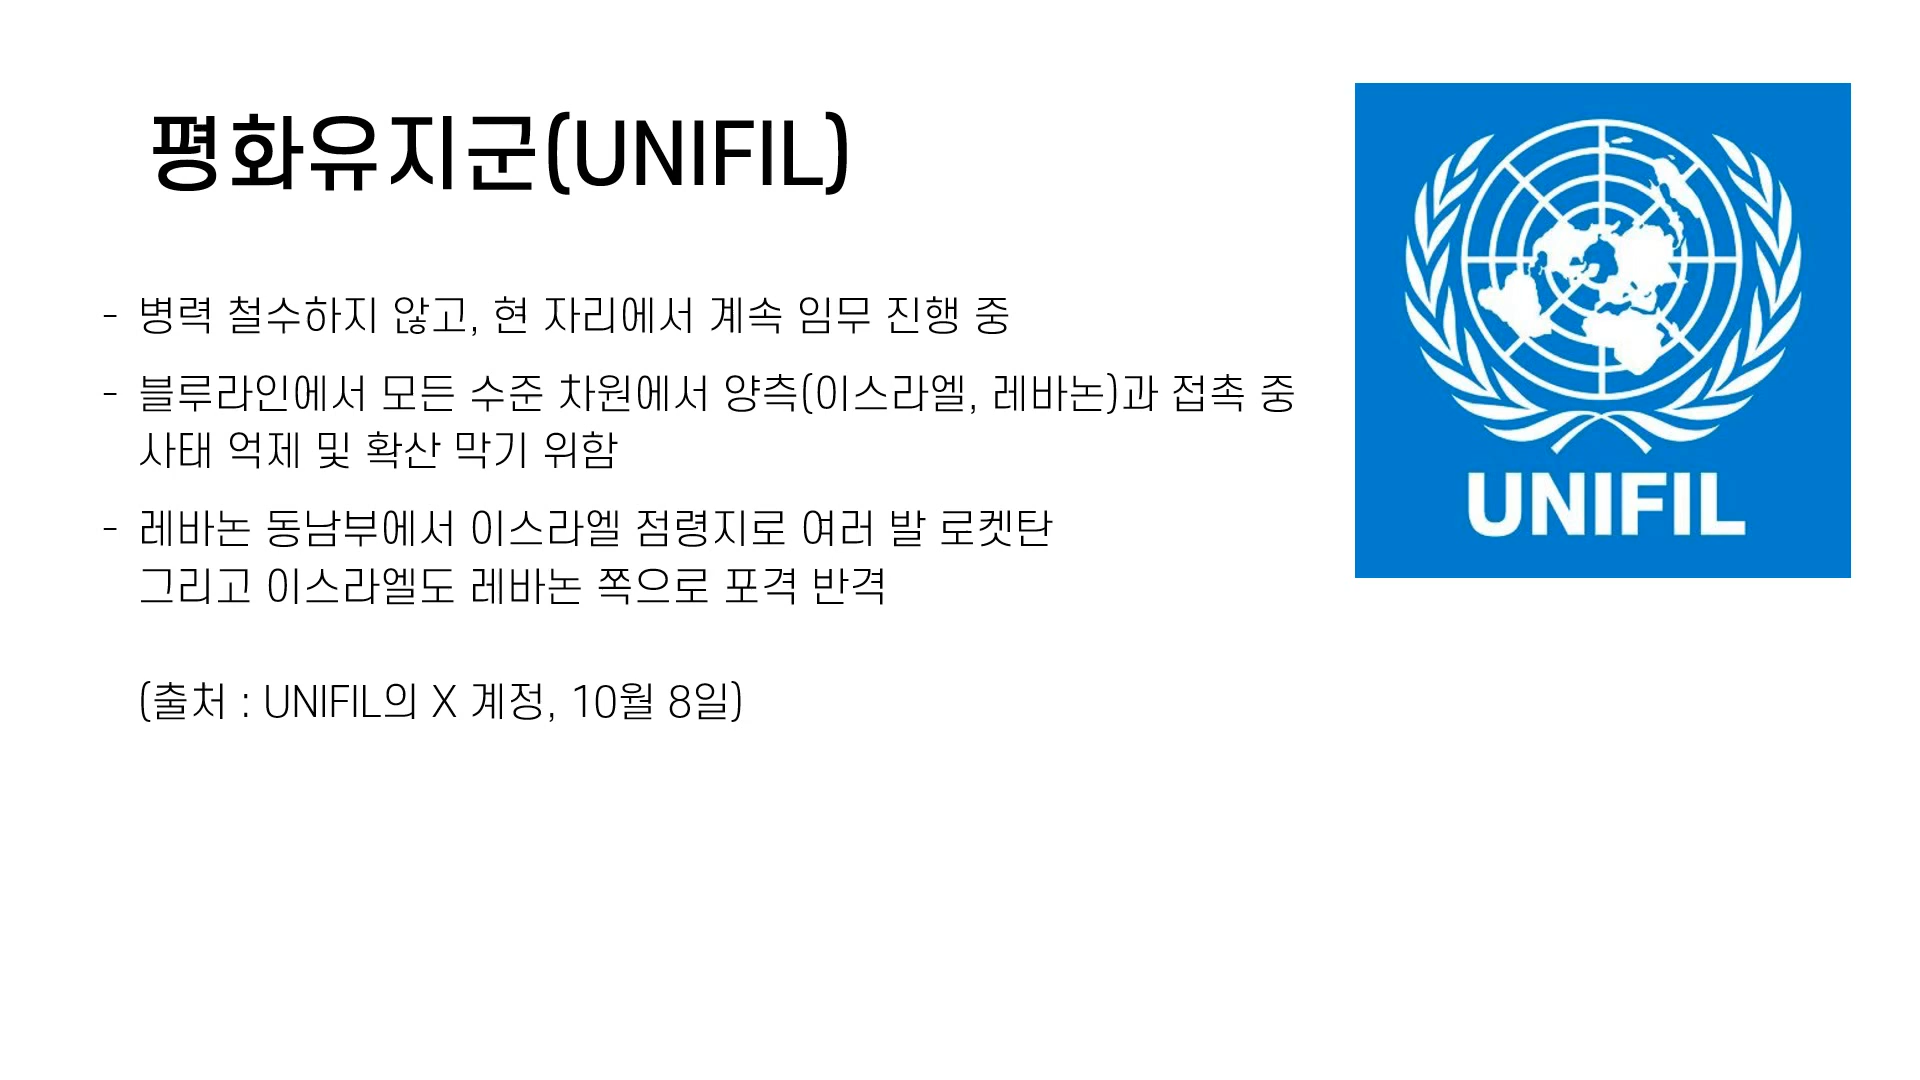 평화유지군(UNIFIL)
- 병력 철수하지 않고, 현 자리에서 계속 임무 진행 중
- 블루라인에서 모든 수준 차원에서 양측(이스라엘, 레바논)과 접촉 중
사태 억제 및 확산 막기 위함
- 레바논 동남부에서 이스라엘 점령지로 여러 발 로켓탄
그리고 이스라엘도 레바논 쪽으로 포격 반격
(출처 : UNIFIL의 X 계정, 10월 8일)
UNIFIL